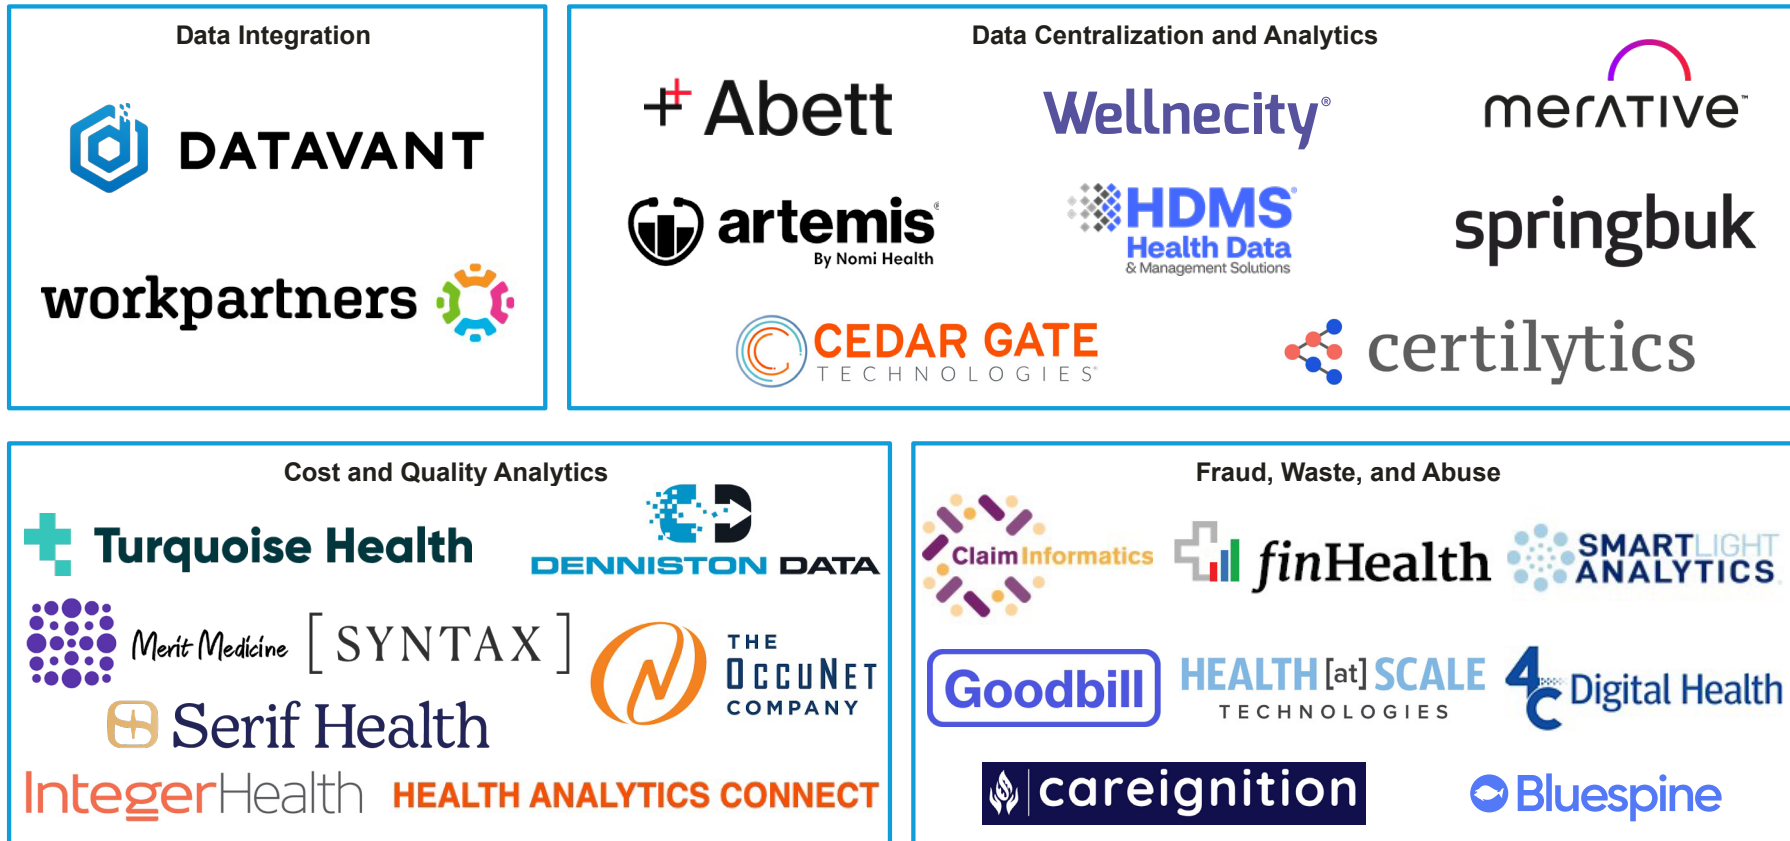 Data Integration
DATAVANT
workpartners
Data Centralization and Analytics
Abett
Wellnecity®
merative™
artemis®
By Nomi Health
HDMS®
Health Data
& Management Solutions
springbuk
CEDAR GATE
TECHNOLOGIES®
certilytics
Cost and Quality Analytics
Turquoise Health
DENNISTON DATA
Merit Medicine
[SYNTAX]
THE
OCCUNET
COMPANY
Serif Health
IntegerHealth
HEALTH ANALYTICS CONNECT
Fraud, Waste, and Abuse
ClaimInformatics
finHealth
SMARTLIGHT
ANALYTICS
Goodbill
HEALTH [at] SCALE
TECHNOLOGIES
4C Digital Health
careignition
Bluespine